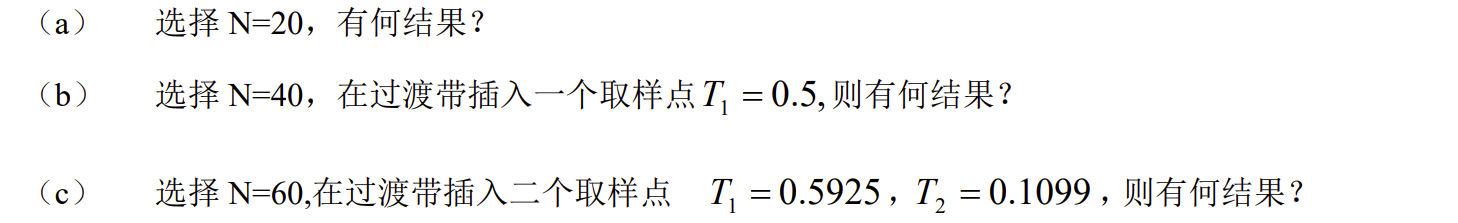 （a） 选择 N=20，有何结果？
（b） 选择 N=40，在过渡带插入一个取样点 T₁ = 0.5, 则有何结果？
（c） 选择 N=60,在过渡带插入二个取样点 T₁ = 0.5925，T₂ = 0.1099，则有何结果？